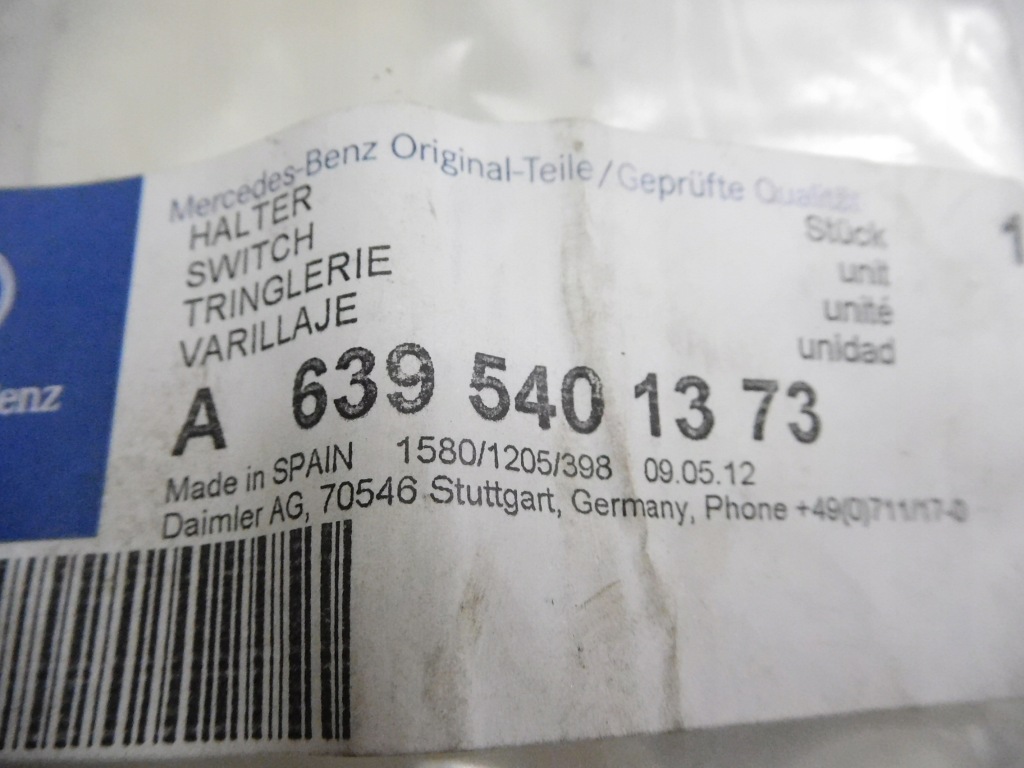 Mercedes-Benz Original-Teile/Geprüfte Qualität
HALTER
SWITCH
TRINGLERIE
VARILLAJE
Stück
unit
unité
unidad
1
A 639 540 13 73
Made in SPAIN 1580/1205/398 09.05.12
Daimler AG, 70546 Stuttgart, Germany, Phone +49(0)711/17-0
enz